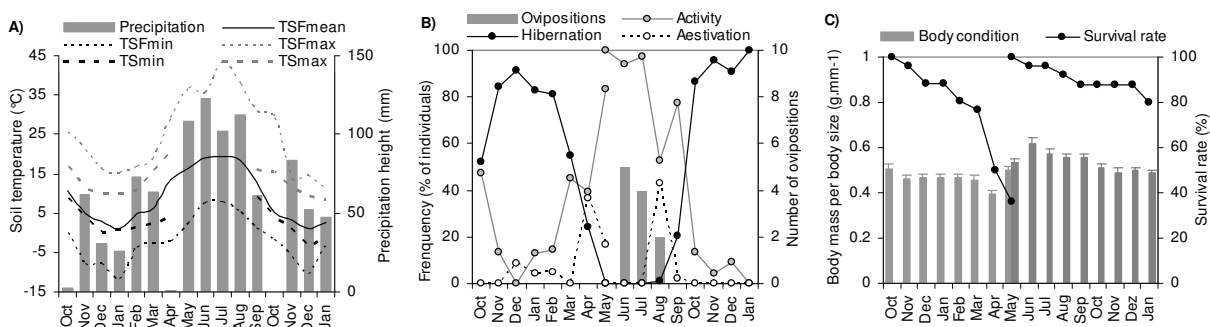 A)
Precipitation TSFmean
TSFmin TSFmax
TSmin TSmax
Soil temperature (°C)
45
35
25
15
5
-5
-15
Precipitation height (mm)
150
100
50
0
Oct Nov Dec Jan Feb Mar Apr May Jun Jul Aug Sep Oct Nov Dec Jan
B)
Ovipositions Activity
Hibernation Aestivation
Frequency (% of individuals)
100
80
60
40
20
0
Number of ovipositions
10
8
6
4
2
0
Oct Nov Dec Jan Feb Mar Apr May Jun Jul Aug Sep Oct Nov Dec Jan
C)
Body condition Survival rate
Body mass per body size (g.mm-1)
1
0.8
0.6
0.4
0.2
0
Survival rate (%)
100
80
60
40
20
0
Oct Nov Dec Jan Feb Mar Apr May Jun Jul Aug Sep Oct Nov Dez Jan